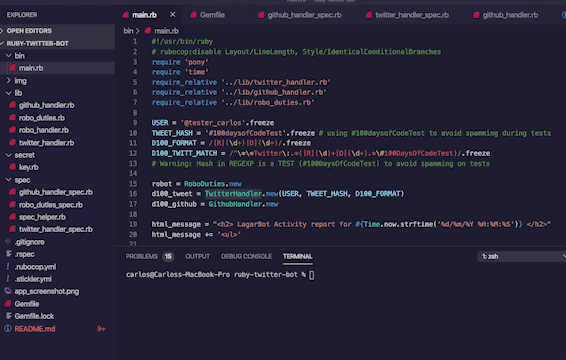 EXPLORER
OPEN EDITORS
RUBY-TWITTER-BOT
bin
main.rb
img
lib
github_handler.rb
robo_duties.rb
robo_handler.rb
twitter_handler.rb
secret
key.rb
spec
github_handler_spec.rb
robo_duties_spec.rb
spec_helper.rb
twitter_handler_spec.rb
.gitignore
.rspec
.rubocop.yml
.stickler.yml
app_screenshot.png
Gemfile
Gemfile.lock
README.md 9+
main.rb Gemfile github_handler_spec.rb twitter_handler_spec.rb github_handler.rb
bin > main.rb
1 #!/usr/bin/ruby
2 # rubocop:disable Layout/LineLength, Style/IdenticalConditionalBranches
3 require 'pony'
4 require 'time'
5 require_relative '../lib/twitter_handler.rb'
6 require_relative '../lib/github_handler.rb'
7 require_relative '../lib/robo_duties.rb'
8
9 USER = '@tester_carlos'.freeze
10 TWEET_HASH = '#100daysofCodeTest'.freeze # using #100daysofCodeTest to avoid spamming during tests
11 D100_FORMAT = /[R](\d+)[D](\d+)/.freeze
12 D100_TWITT_MATCH = /^\*\*Twitter\:.+([R](\d)+[D](\d)+).+\#100DaysOfCodeTest)/.freeze
13 # Warning: Hash in REGEXP is a TEST (#100DaysOfCodeTest) to avoid spamming on tests
14
15 robot = RoboDuties.new
16 d100_tweet = TwitterHandler.new(USER, TWEET_HASH, D100_FORMAT)
17 d100_github = GithubHandler.new
18
19 html_message = "<h2> LagarBot Activity report for #{Time.now.strftime('%d/%m/%Y %H:%M:%S')} </h2>"
20 html_message += '<ul>'
PROBLEMS 15 OUTPUT DEBUG CONSOLE TERMINAL 1: zsh
carlos@Carloss-MacBook-Pro ruby-twitter-bot %